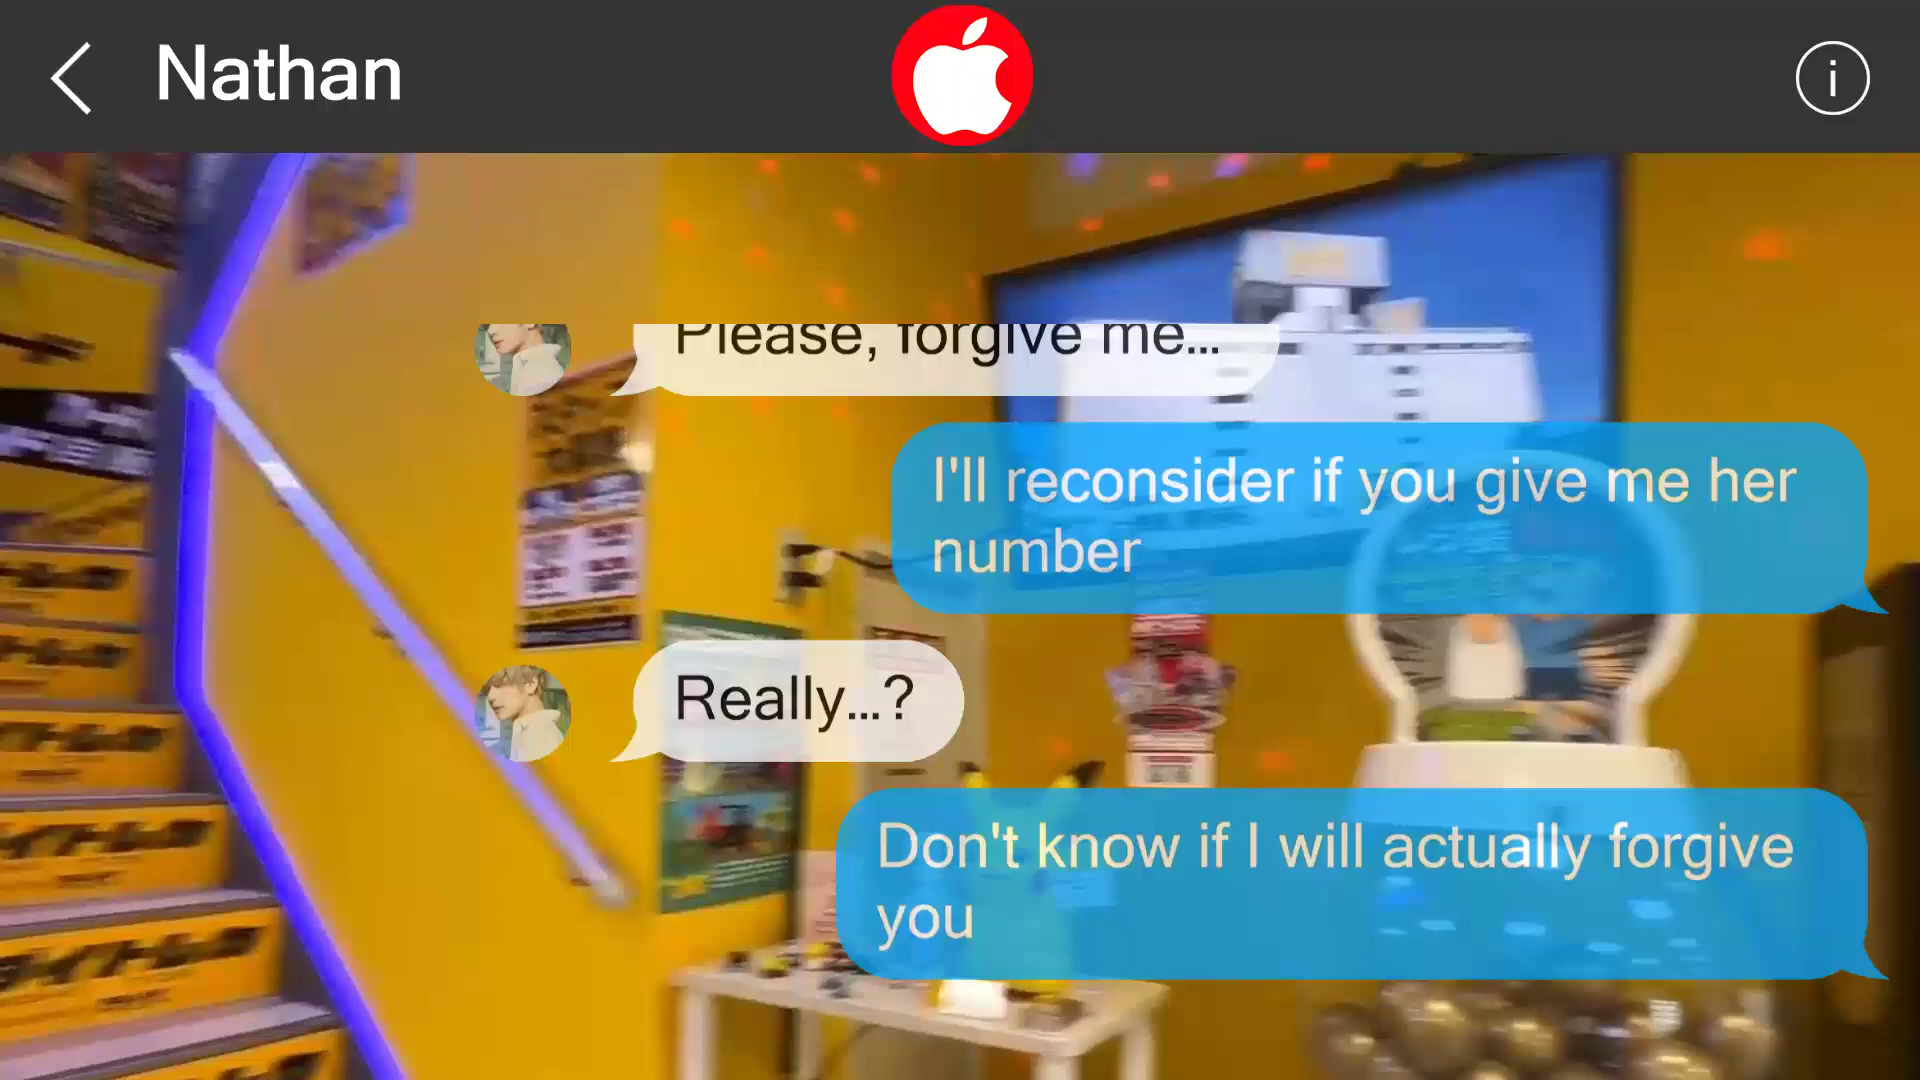 Nathan
Please, forgive me...
I'll reconsider if you give me her
number
Really...?
Don't know if I will actually forgive
you